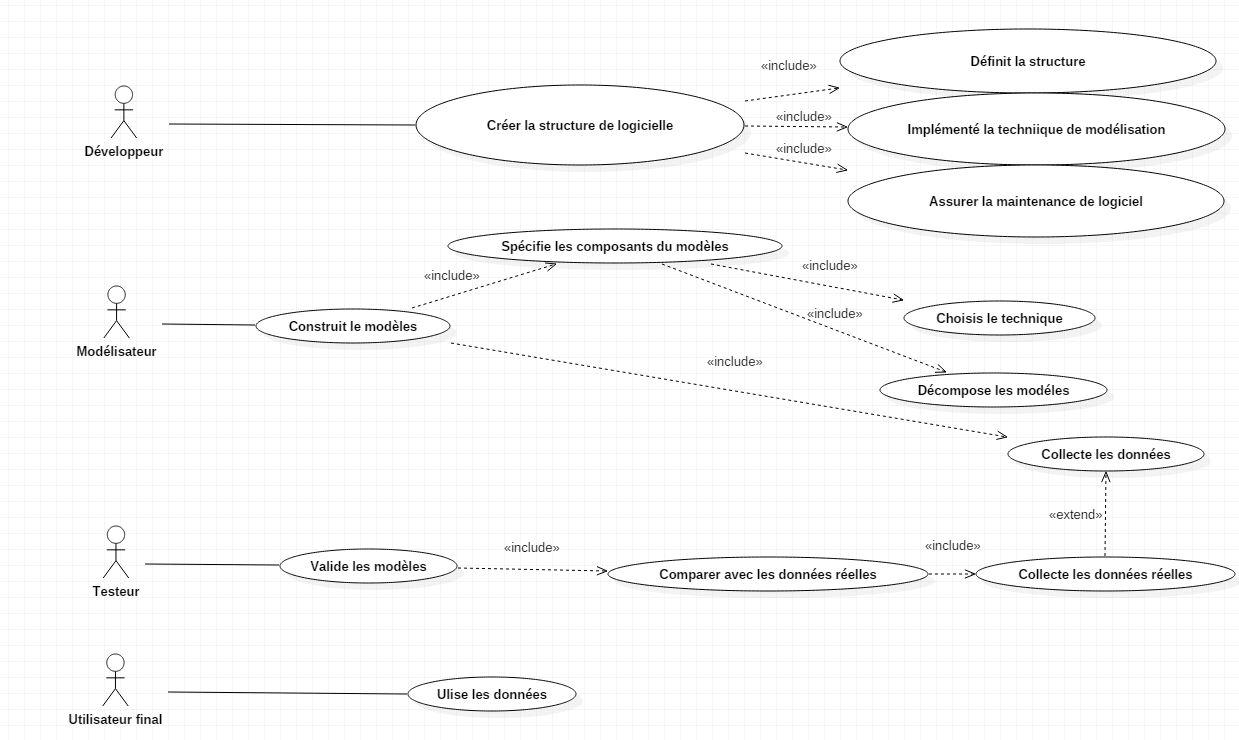 «include»
Définit la structure
Développeur
Créer la structure de logicielle
«include»
Implémenté la techniique de modélisation
«include»
Assurer la maintenance de logiciel
Spécifie les composants du modèles
«include»
«include»
Modélisateur
Construit le modèles
«include»
Choisis le technique
«include»
Décompose les modéles
Collecte les données
«extend»
Testeur
Valide les modèles
«include»
Comparer avec les données réelles
«include»
Collecte les données réelles
Utilisateur final
Ulise les données